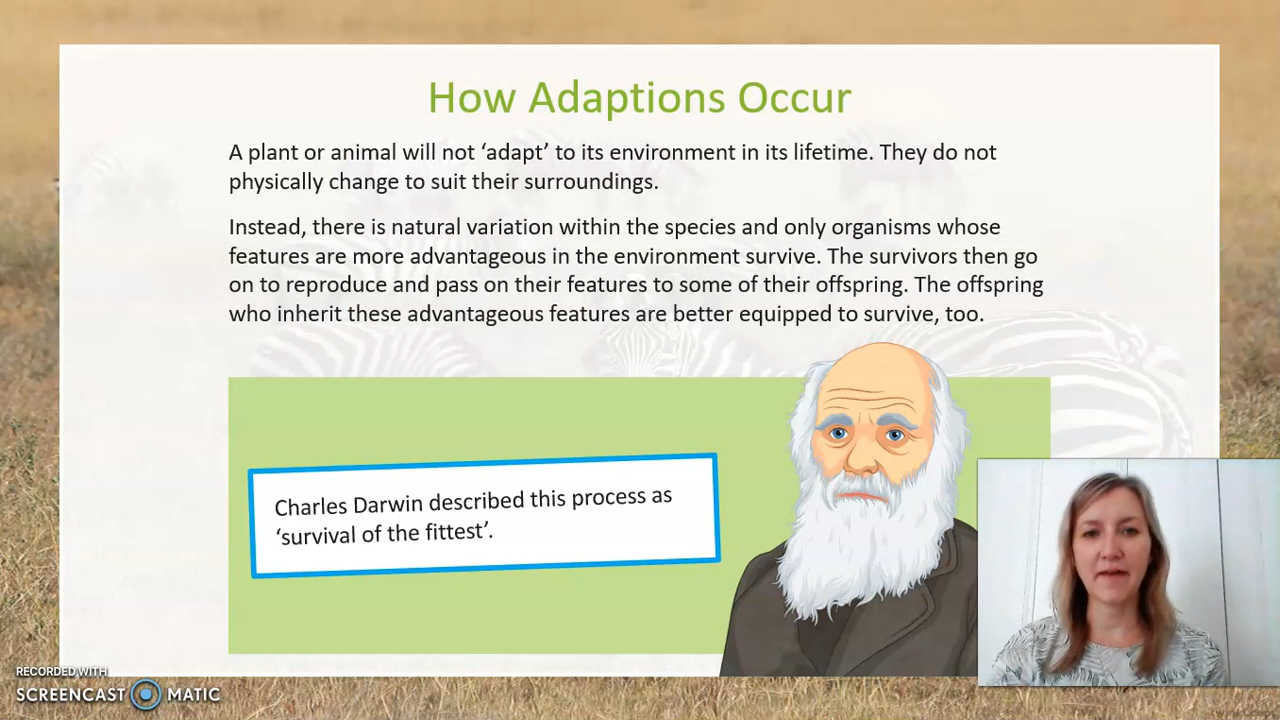 How Adaptions Occur
A plant or animal will not ‘adapt’ to its environment in its lifetime. They do not
physically change to suit their surroundings.
Instead, there is natural variation within the species and only organisms whose
features are more advantageous in the environment survive. The survivors then go
on to reproduce and pass on their features to some of their offspring. The offspring
who inherit these advantageous features are better equipped to survive, too.
Charles Darwin described this process as
‘survival of the fittest’.
RECORDED WITH
SCREENCAST MATIC